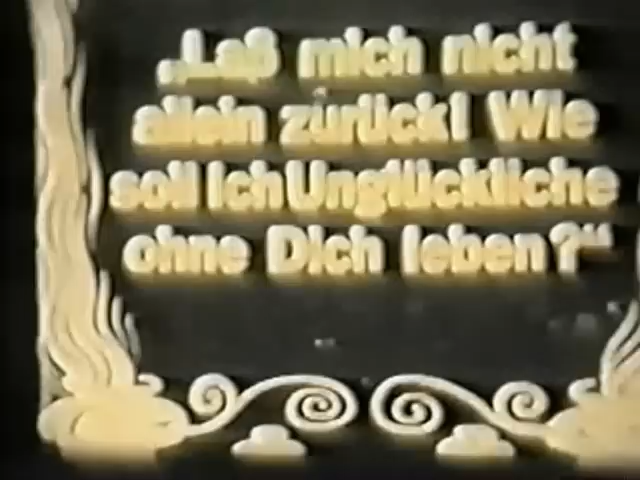 „Laß mich nicht
allein zurück! Wie
soll ich Unglückliche
ohne Dich leben?“